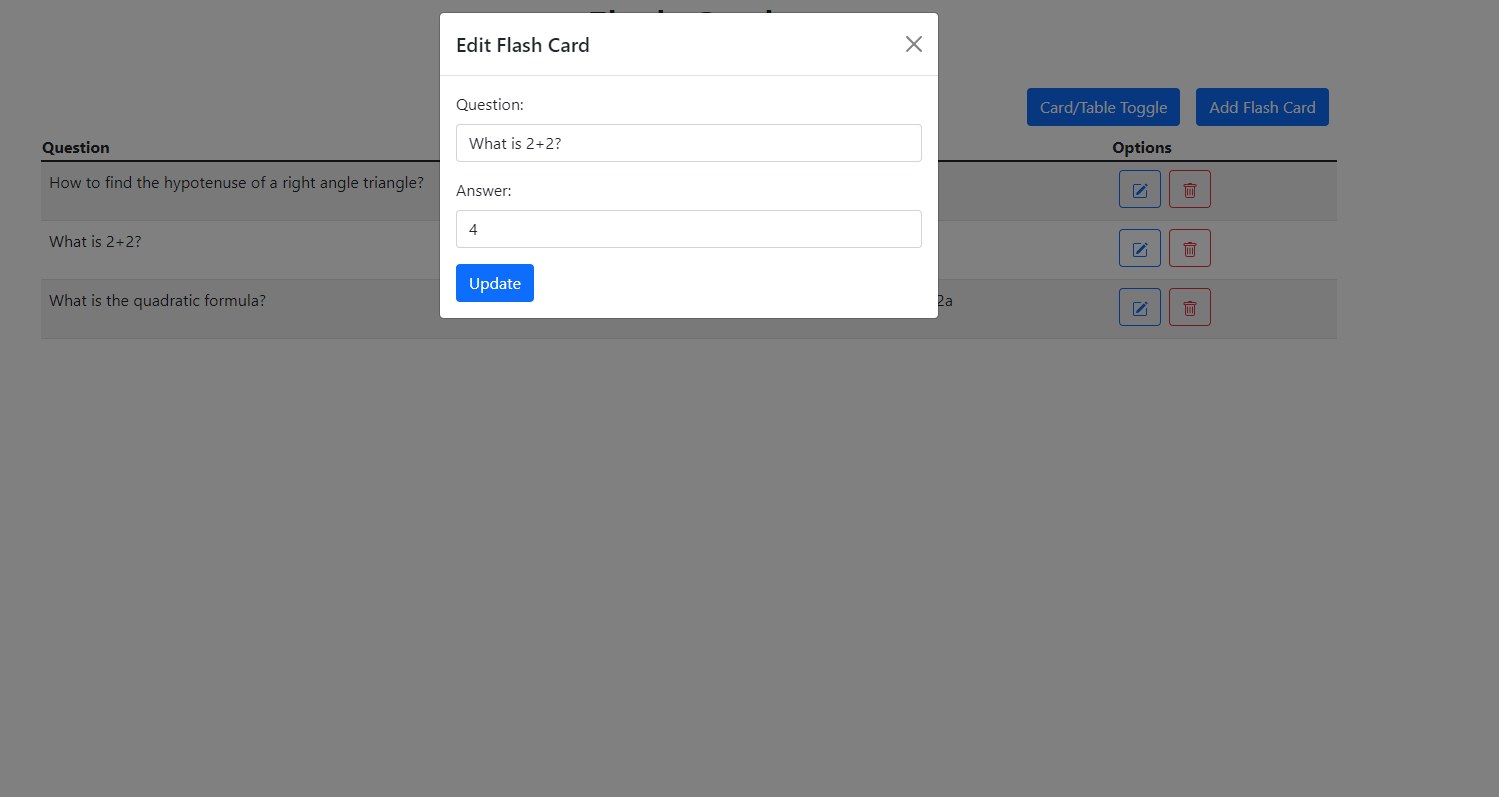 Edit Flash Card
Question:
What is 2+2?
Answer:
4
Update
Card/Table Toggle Add Flash Card
Question Options
How to find the hypotenuse of a right angle triangle?
What is 2+2?
What is the quadratic formula? 2a